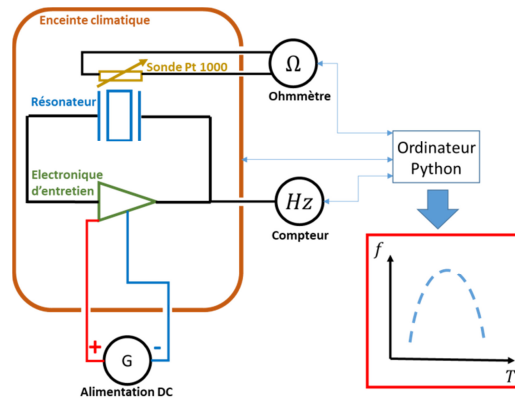 Enceinte climatique
Sonde Pt 1000
Ω
Ohmmètre
Résonateur
Ordinateur
Python
Electronique
d'entretien
Hz
Compteur
f
T
+
-
G
Alimentation DC